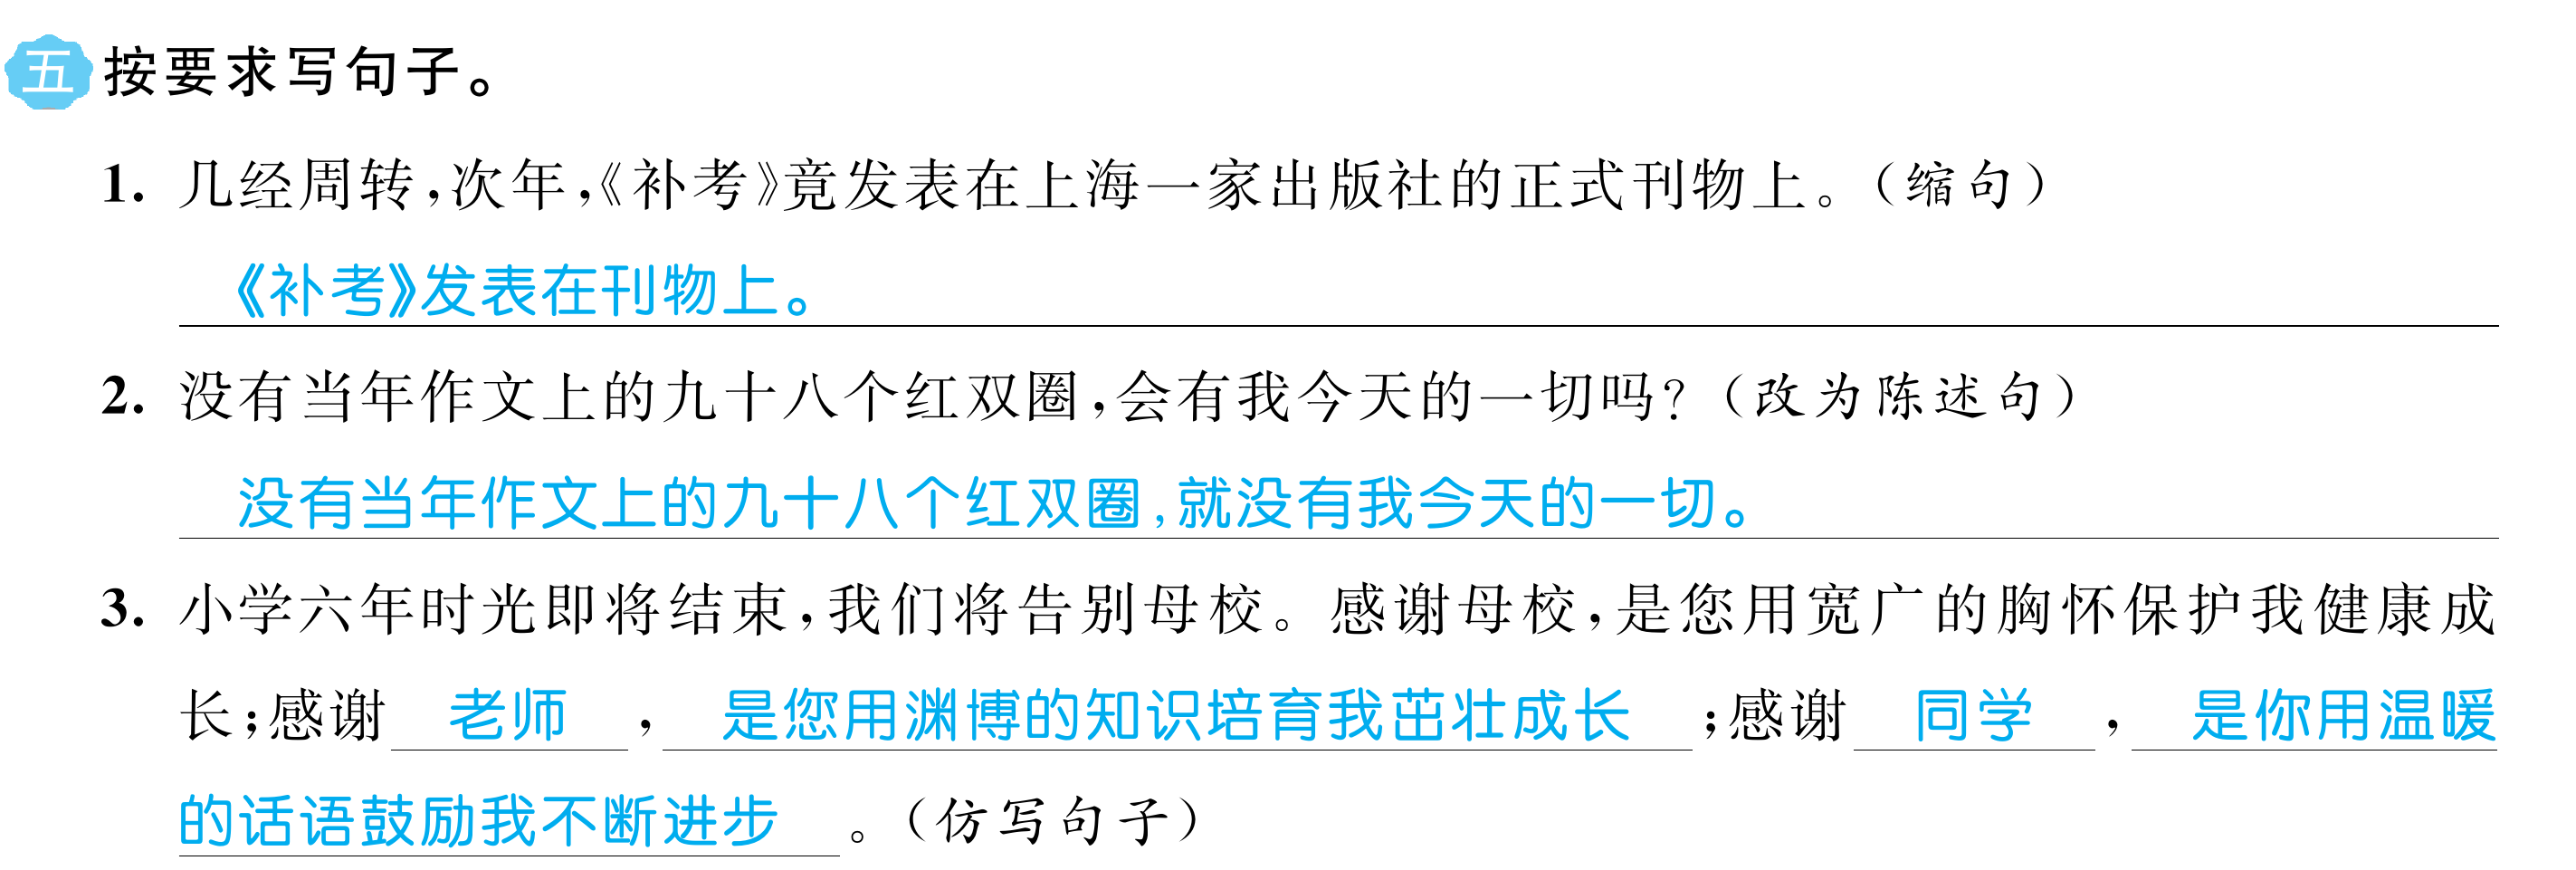 五 按要求写句子。
1. 几经周转,次年,《补考》竟发表在上海一家出版社的正式刊物上。(缩句)
《补考》发表在刊物上。
2. 没有当年作文上的九十八个红双圈,会有我今天的一切吗?(改为陈述句)
没有当年作文上的九十八个红双圈,就没有我今天的一切。
3. 小学六年时光即将结束,我们将告别母校。感谢母校,是您用宽广的胸怀保护我健康成
长;感谢 老师 , 是您用渊博的知识培育我茁壮成长 ;感谢 同学 , 是你用温暖
的话语鼓励我不断进步 。(仿写句子)